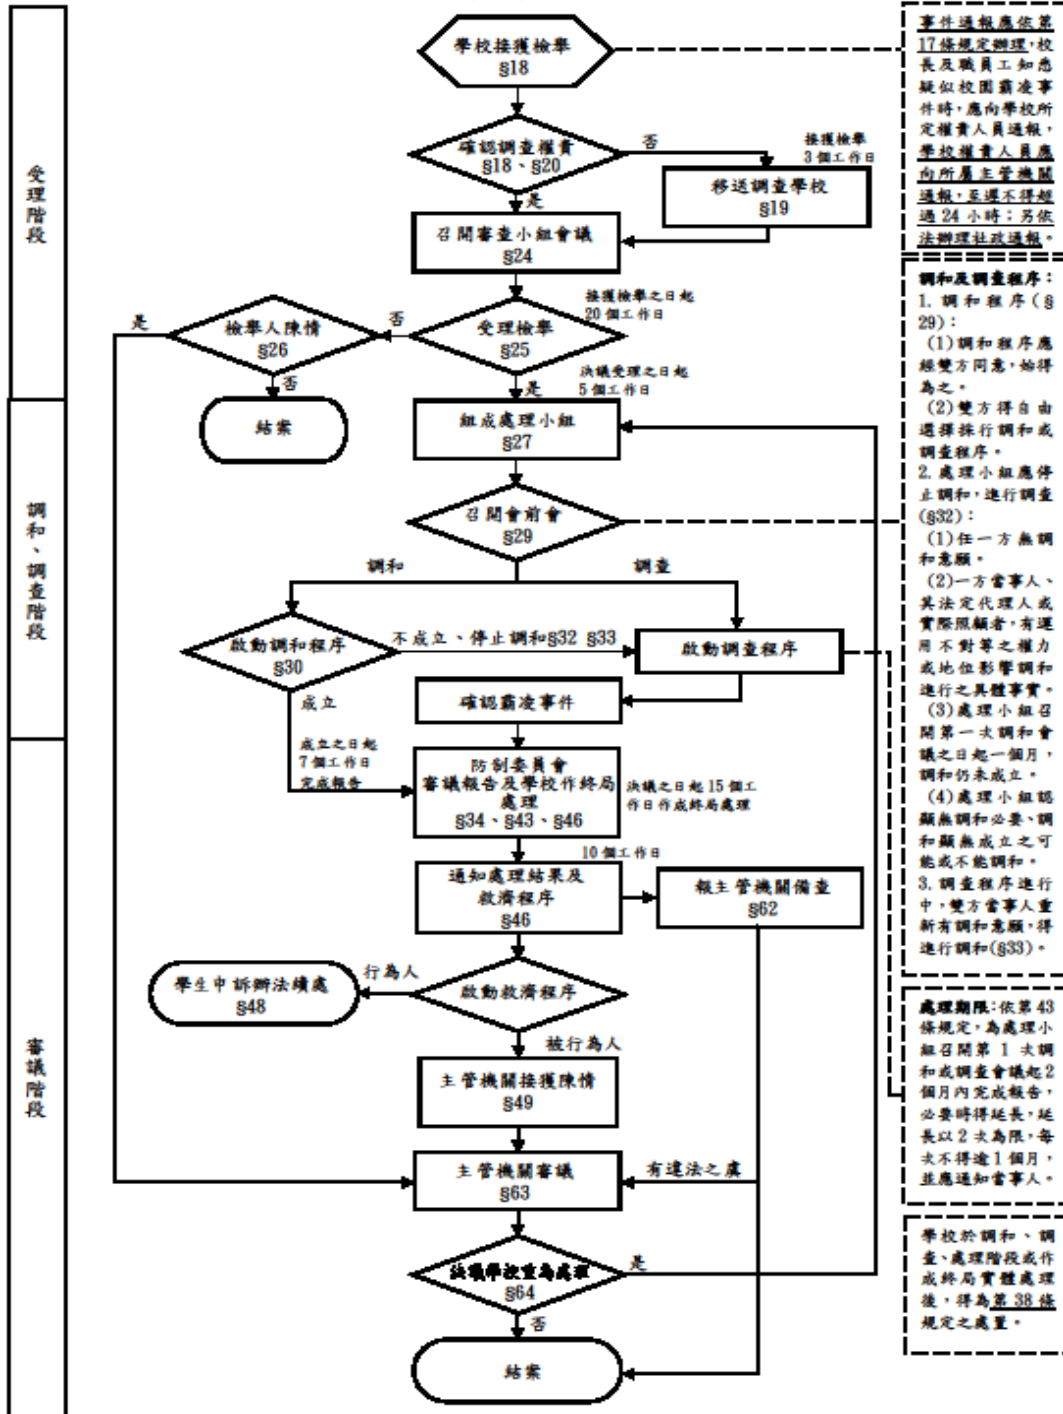 受理階段
調和、調查階段
審議階段
學校接獲檢舉
§18
確認調查權責
§18、§20
否
是
接獲檢舉
3個工作日
移送調查學校
§19
召開審查小組會議
§24
接獲檢舉之日起
20個工作日
受理檢舉
§25
否
檢舉人陳情
§26
是
否
結案
決議受理之日起
是
5個工作日
組成處理小組
§27
召開會前會
§29
調和
調查
啟動調和程序
§30
不成立、停止調和§32 §33
啟動調查程序
成立
確認霸凌事件
成立之日起
7個工作日
完成報告
防制委員會
審議報告及學校作終局
處理
§34、§43、§46
決議之日起15個工
作日作成終局處理
10個工作日
通知處理結果及
救濟程序
§46
報主管機關備查
§62
啟動救濟程序
行為人
學生申訴辦法續處
§48
被行為人
主管機關接獲陳情
§49
主管機關審議
§63
有違法之虞
決議學校重為處理
§64
是
否
結案
事件通報應依第
17條規定辦理，校
長及職員工知悉
疑似校園霸凌事
件時，應向學校所
定權責人員通報，
學校權責人員應
向所屬主管機關
通報，至遲不得超
過24小時；另依
法辦理社政通報。
調和及調查程序：
1.調和程序(§
29)：
(1)調和程序應
經雙方同意，始得
為之。
(2)雙方得自由
選擇採行調和或
調查程序。
2.處理小組應停
止調和，進行調查
(§32)：
(1)任一方無調
和意願。
(2)一方當事人、
其法定代理人或
實際照顧者，有運
用不對等之權力
或地位影響調和
進行之具體事實。
(3)處理小組召
開第一次調和會
議之日起一個月，
調和仍未成立。
(4)處理小組認
顯無調和必要、調
和顯無成立之可
能或不能調和。
3.調查程序進行
中，雙方當事人重
新有調和意願，得
進行調和(§33)。
處理期限：依第43
條規定，為處理小
組召開第1次調
和或調查會議起2
個月內完成報告，
必要時得延長，延
長以2次為限，每
次不得逾1個月，
並應通知當事人。
學校於調和、調
查、處理階段或作
成終局實體處理
後，得為第38條
規定之處置。